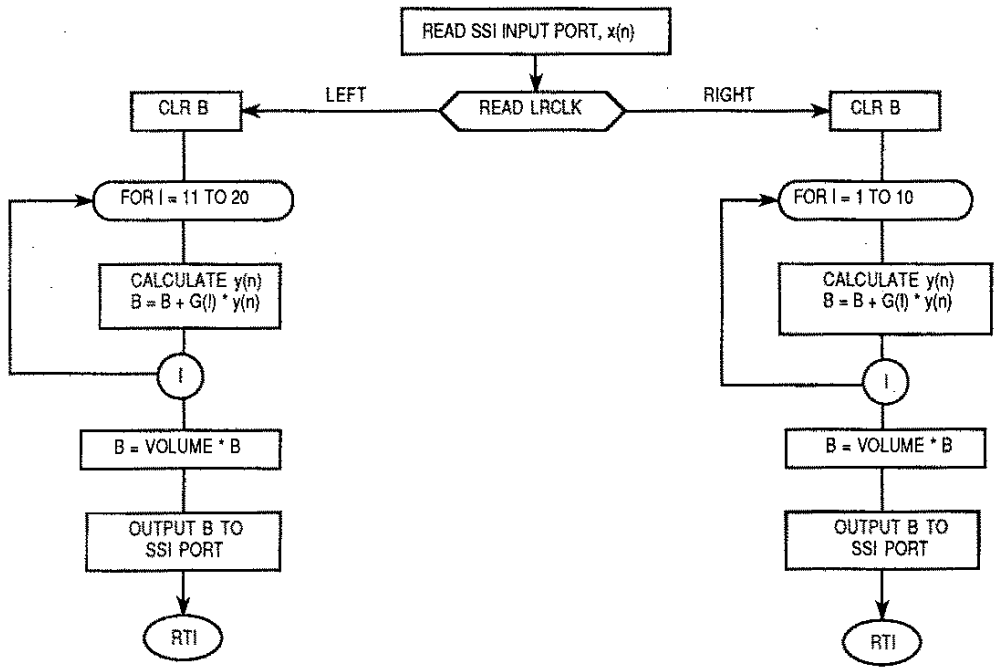 READ SSI INPUT PORT, x(n)
READ LRCLK
LEFT
RIGHT
CLR B
FOR I = 11 TO 20
CALCULATE y(n)
B = B + G(I) * y(n)
I
B = VOLUME * B
OUTPUT B TO
SSI PORT
RTI
CLR B
FOR I = 1 TO 10
CALCULATE y(n)
B = B + G(I) * y(n)
I
B = VOLUME * B
OUTPUT B TO
SSI PORT
RTI